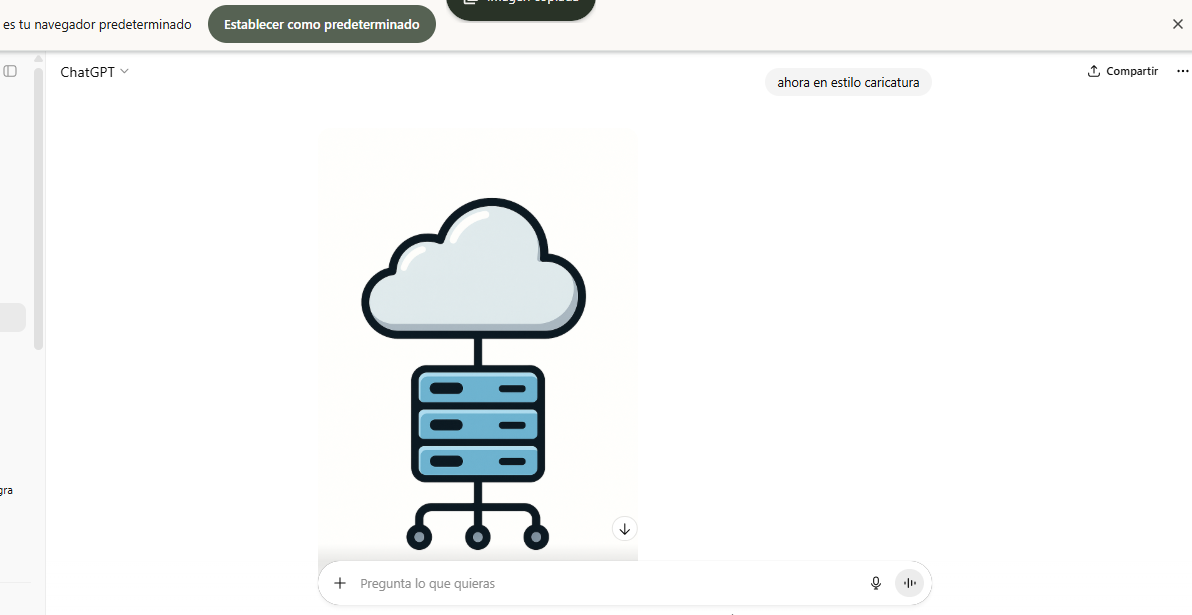 es tu navegador predeterminado
Establecer como predeterminado
ChatGPT
ahora en estilo caricatura
Compartir
gra
Pregunta lo que quieras